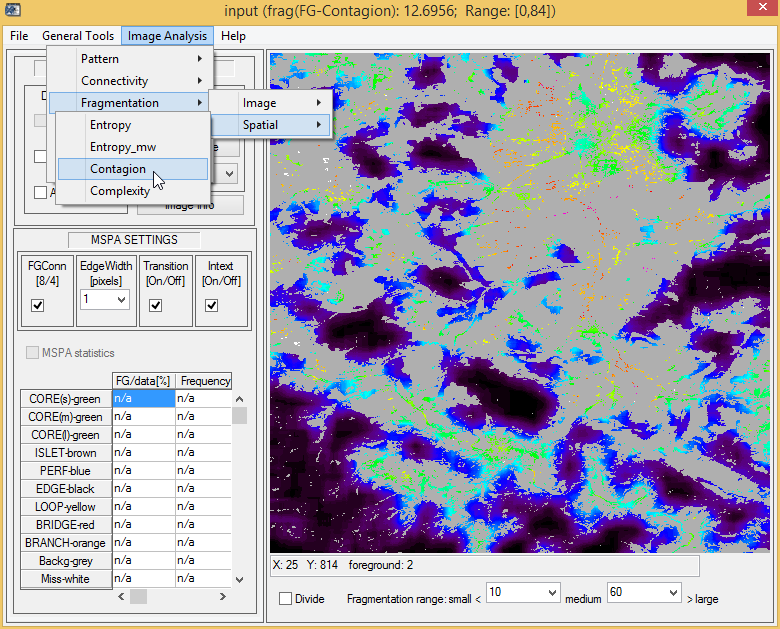 input (frag(FG-Contagion): 12.6956; Range: [0,84])
File General Tools Image Analysis Help
Pattern
Connectivity
Fragmentation
Image
Spatial
Entropy
Entropy_mw
Contagion
Complexity
MSPA SETTINGS
FGConn EdgeWidth Transition Intext
[8/4] [pixels] [On/Off] [On/Off]
1
MSPA statistics
FG/data[%] Frequency
CORE(s)-green n/a n/a
CORE(m)-green n/a n/a
CORE(l)-green n/a n/a
ISLET-brown n/a n/a
PERF-blue n/a n/a
EDGE-black n/a n/a
LOOP-yellow n/a n/a
BRIDGE-red n/a n/a
BRANCH-orange n/a n/a
Backg-grey n/a n/a
Miss-white n/a n/a
X: 25 Y: 814 foreground: 2
Divide Fragmentation range: small < 10 medium 60 > large